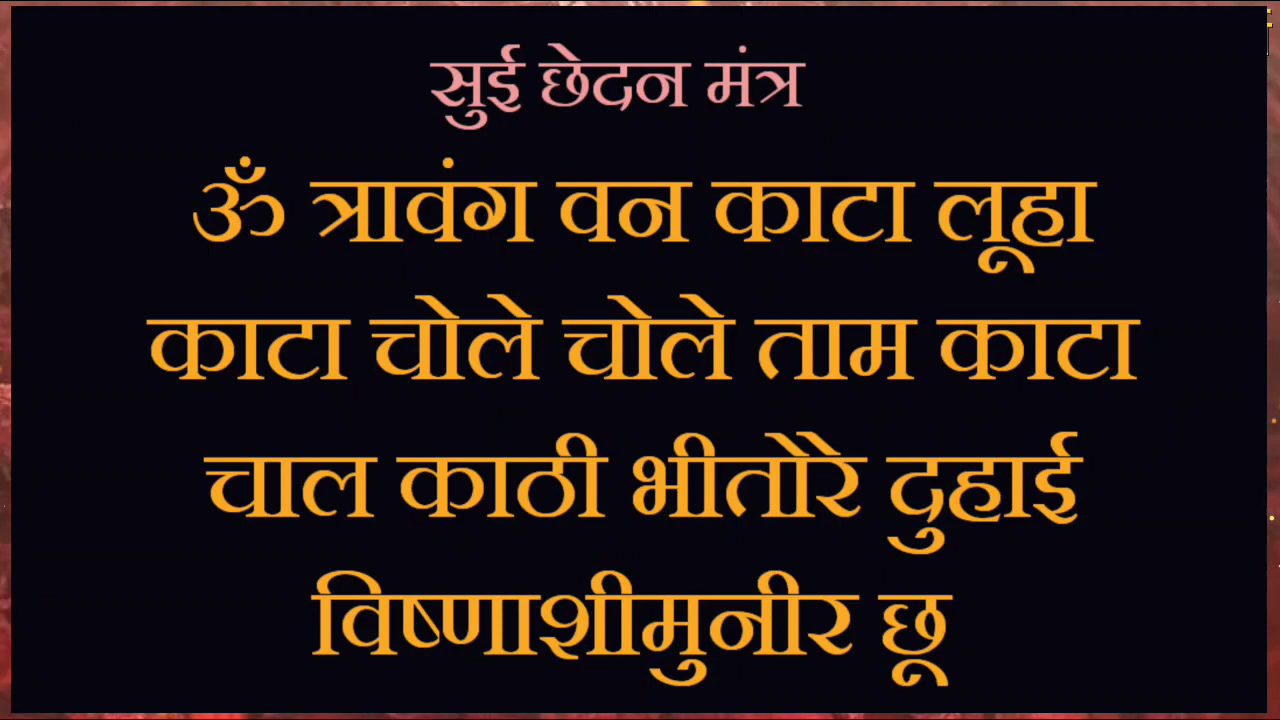 सुई छेदन मंत्र
ॐ त्रावंग वन काटा लूहा
काटा चोले चोले ताम काटा
चाल काठी भीतोरे दुहाई
विष्णाशीमुनीर छू